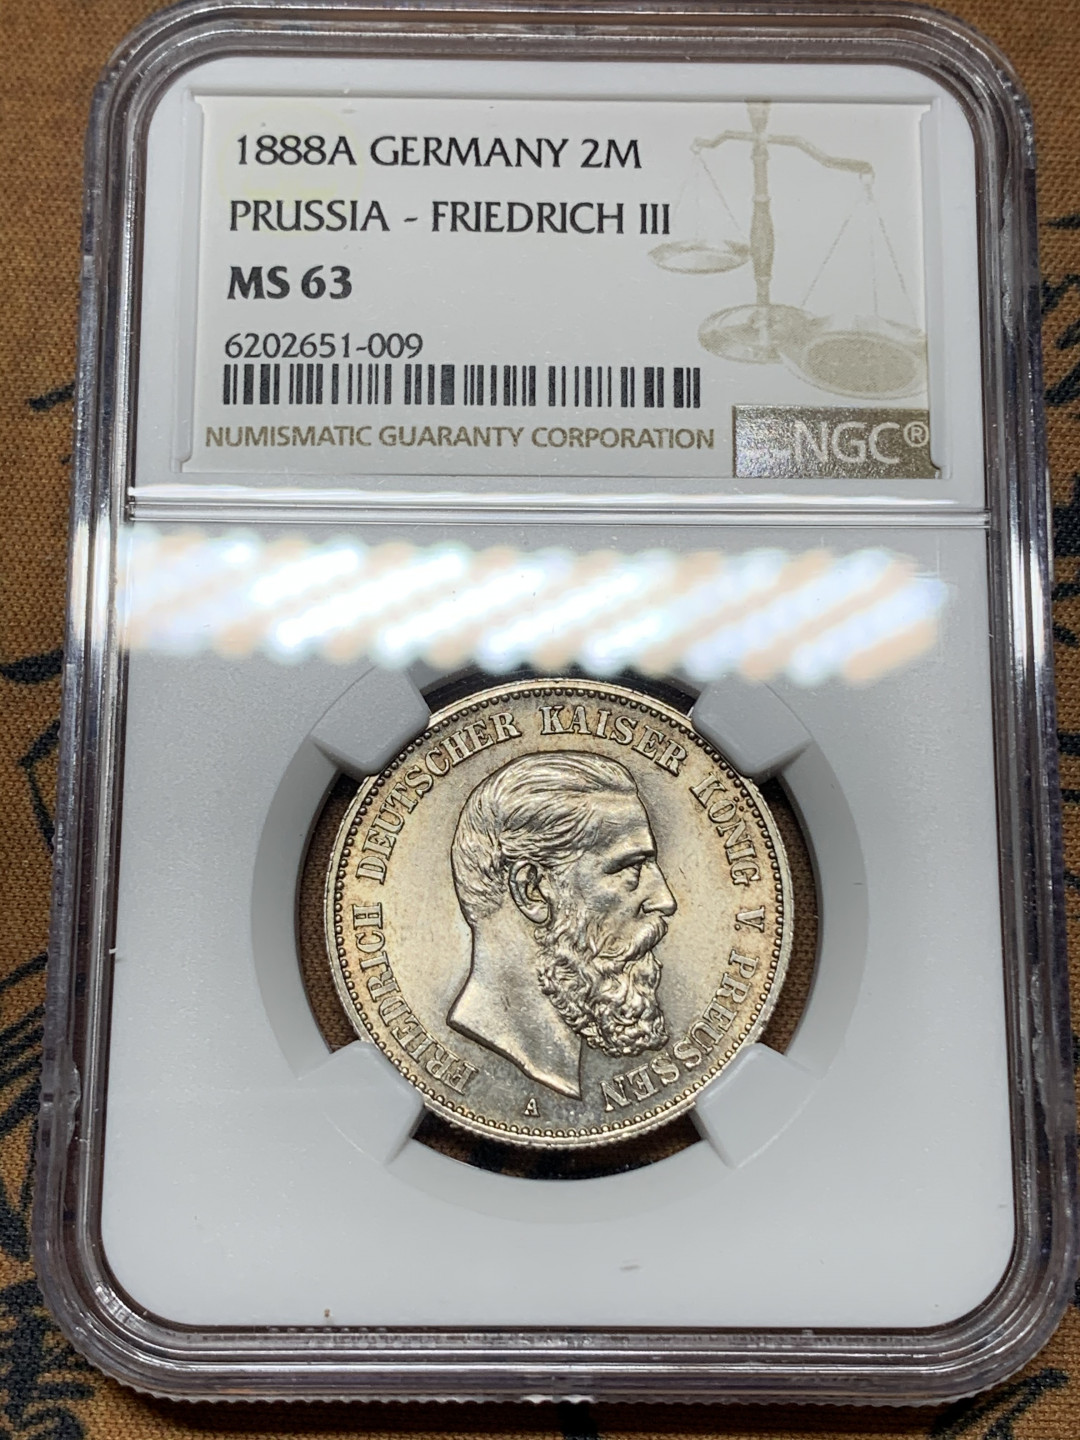 1888A GERMANY 2M
PRUSSIA - FRIEDRICH III
MS 63
6202651-009
NUMISMATIC GUARANTY CORPORATION
NGC®
FRIEDRICH DEUTSCHER KAISER KÖNIG V. PREUSSEN
A